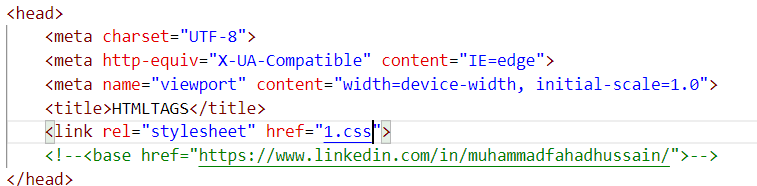 <head>
<meta charset="UTF-8">
<meta http-equiv="X-UA-Compatible" content="IE=edge">
<meta name="viewport" content="width=device-width, initial-scale=1.0">
<title>HTMLTAGS</title>
<link rel="stylesheet" href="1.css">
<!--<base href="https://www.linkedin.com/in/muhammadfahadhussain/">-->
</head>